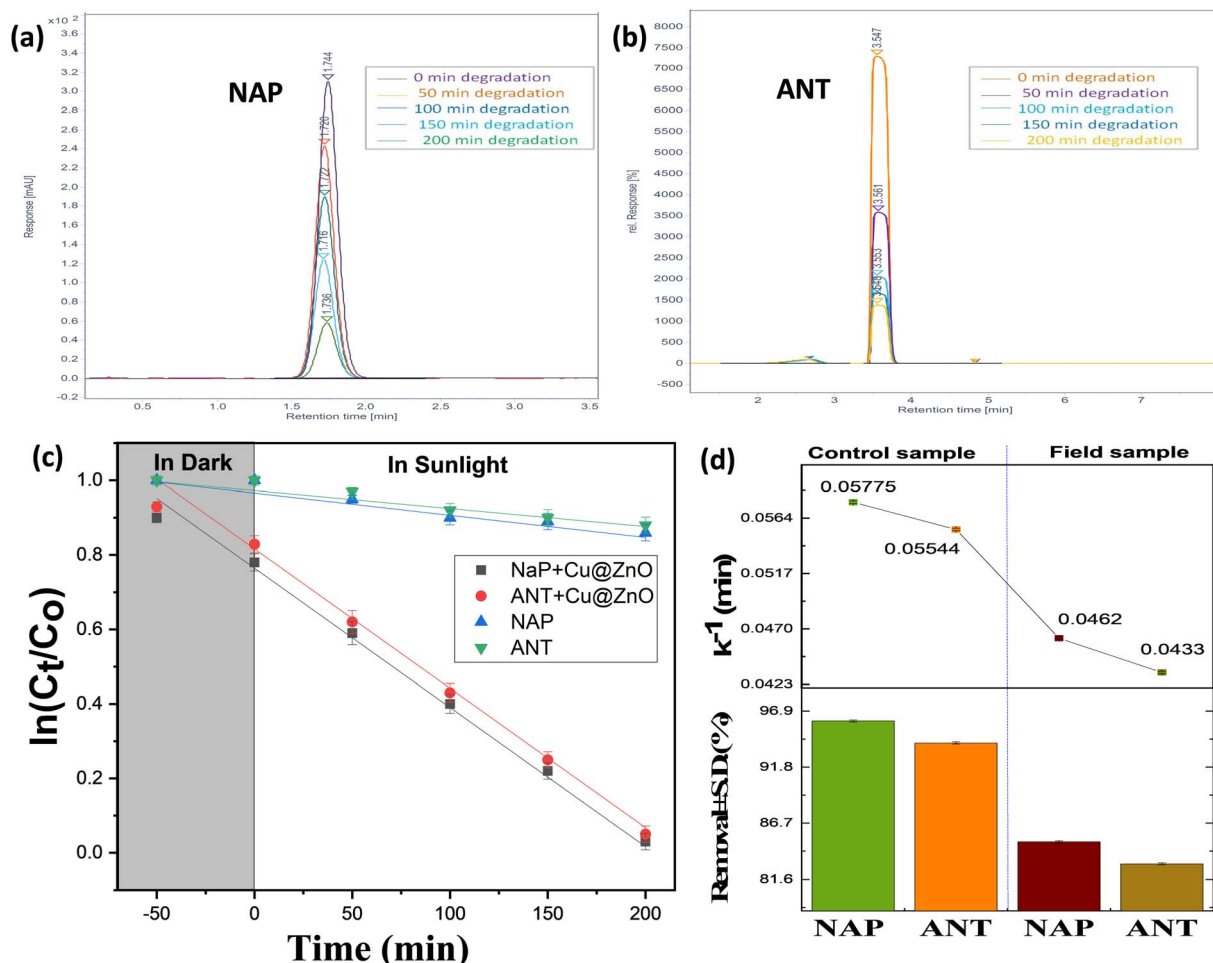 (a)
×10²
3.8
3.6
3.4
3.2
3.0
2.8
2.6
2.4
2.2
2.0
1.8
1.6
1.4
1.2
1.0
0.8
0.6
0.4
0.2
0.0
-0.2
Response [mAU]
NAP
1.744
1.720
1.727
1.716
1.736
0 min degradation
50 min degradation
100 min degradation
150 min degradation
200 min degradation
0.5
1.0
1.5
2.0
2.5
3.0
3.5
Retention time [min]
(b)
8000
7500
7000
6500
6000
5500
5000
4500
4000
3500
3000
2500
2000
1500
1000
500
0
-500
rel. Response [%]
ANT
3.547
3.561
3.553
0 min degradation
50 min degradation
100 min degradation
150 min degradation
200 min degradation
2
3
4
5
6
7
Retention time [min]
(c)
In Dark
In Sunlight
1.0
0.8
0.6
0.4
0.2
0.0
ln(Ct/Co)
NaP+Cu@ZnO
ANT+Cu@ZnO
NAP
ANT
-50
0
50
100
150
200
Time (min)
(d)
Control sample
Field sample
0.05775
0.05544
0.0462
0.0433
0.0564
0.0517
0.0470
0.0423
k⁻¹ (min)
96.9
91.8
86.7
81.6
Removal±S.D.(%)
NAP
ANT
NAP
ANT